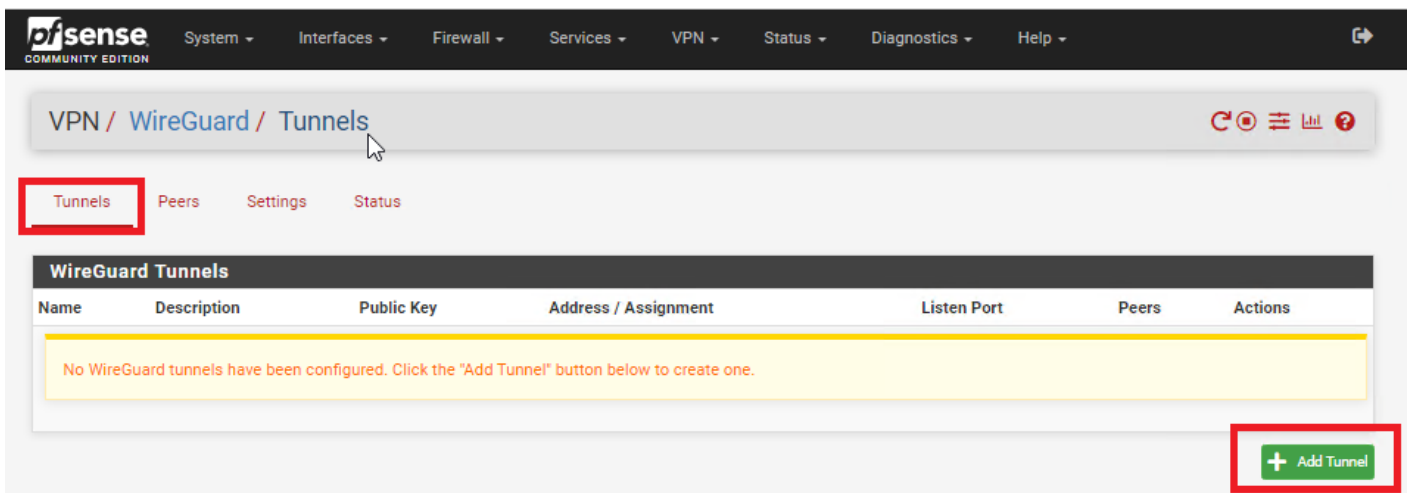 pfsense System Interfaces Firewall Services VPN Status Diagnostics Help
COMMUNITY EDITION
VPN / WireGuard / Tunnels
Tunnels Peers Settings Status
WireGuard Tunnels
Name Description Public Key Address / Assignment Listen Port Peers Actions
No WireGuard tunnels have been configured. Click the "Add Tunnel" button below to create one.
Add Tunnel